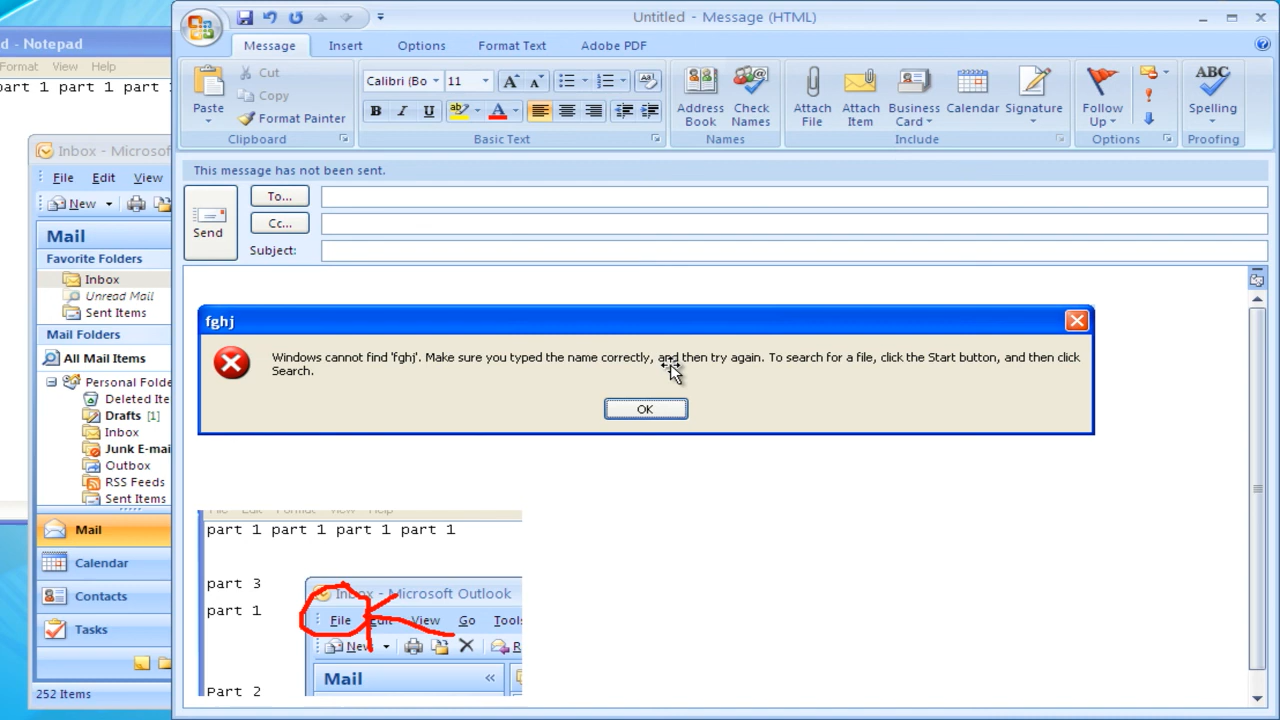 Untitled - Message (HTML)
d - Notepad
Format View Help
part 1 part 1 part
Message Insert Options Format Text Adobe PDF
Paste
Cut
Copy
Format Painter
Clipboard
Calibri (Bo 11
B I U
Basic Text
Address Book
Check Names
Names
Attach File
Attach Item
Business Card
Calendar
Signature
Include
Follow Up
Options
ABC
Spelling
Proofing
This message has not been sent.
Send
To...
Cc...
Subject:
Inbox - Microsof
File Edit View
New
Mail
Favorite Folders
Inbox
Unread Mail
Sent Items
Mail Folders
All Mail Items
Personal Folde
Deleted Ite
Drafts [1]
Inbox
Junk E-mai
Outbox
RSS Feeds
Sent Items
Mail
Calendar
Contacts
Tasks
252 Items
fghj
Windows cannot find 'fghj'. Make sure you typed the name correctly, and then try again. To search for a file, click the Start button, and then click
Search.
OK
File Edit Format View Help
part 1 part 1 part 1 part 1
part 3
part 1
Part 2
Inbox - Microsoft Outlook
File Edit View Go Tools
New
Mail